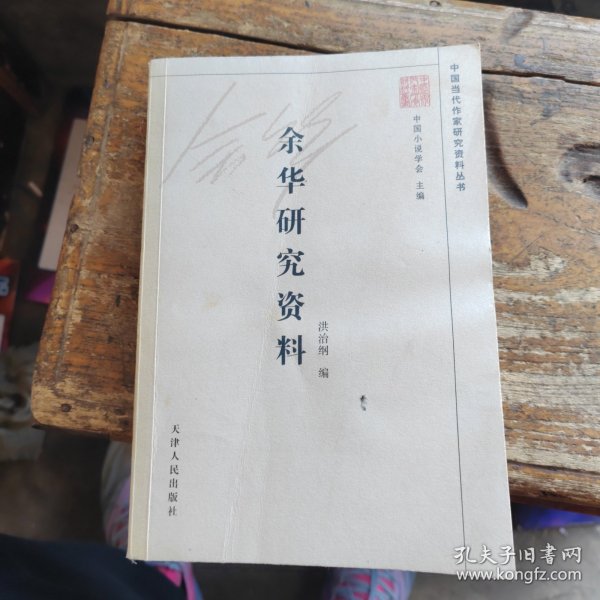 中国当代作家研究资料丛书
中国小说学会 主编
余华研究资料
洪治纲 编
天津人民出版社
孔夫子旧书网
www.kongfz.com